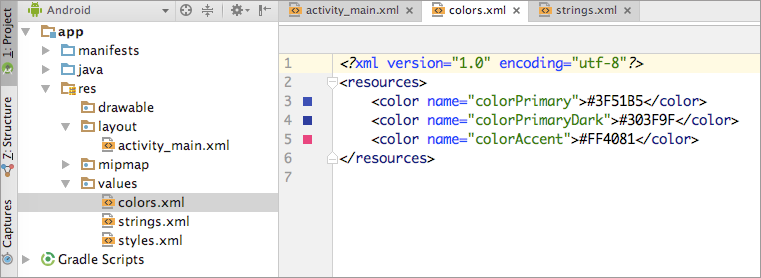 1: Project
Z: Structure
Captures
Android
app
manifests
java
res
drawable
layout
activity_main.xml
mipmap
values
colors.xml
strings.xml
styles.xml
Gradle Scripts
activity_main.xml colors.xml strings.xml
1 <?xml version="1.0" encoding="utf-8"?>
2 <resources>
3 <color name="colorPrimary">#3F51B5</color>
4 <color name="colorPrimaryDark">#303F9F</color>
5 <color name="colorAccent">#FF4081</color>
6 </resources>
7